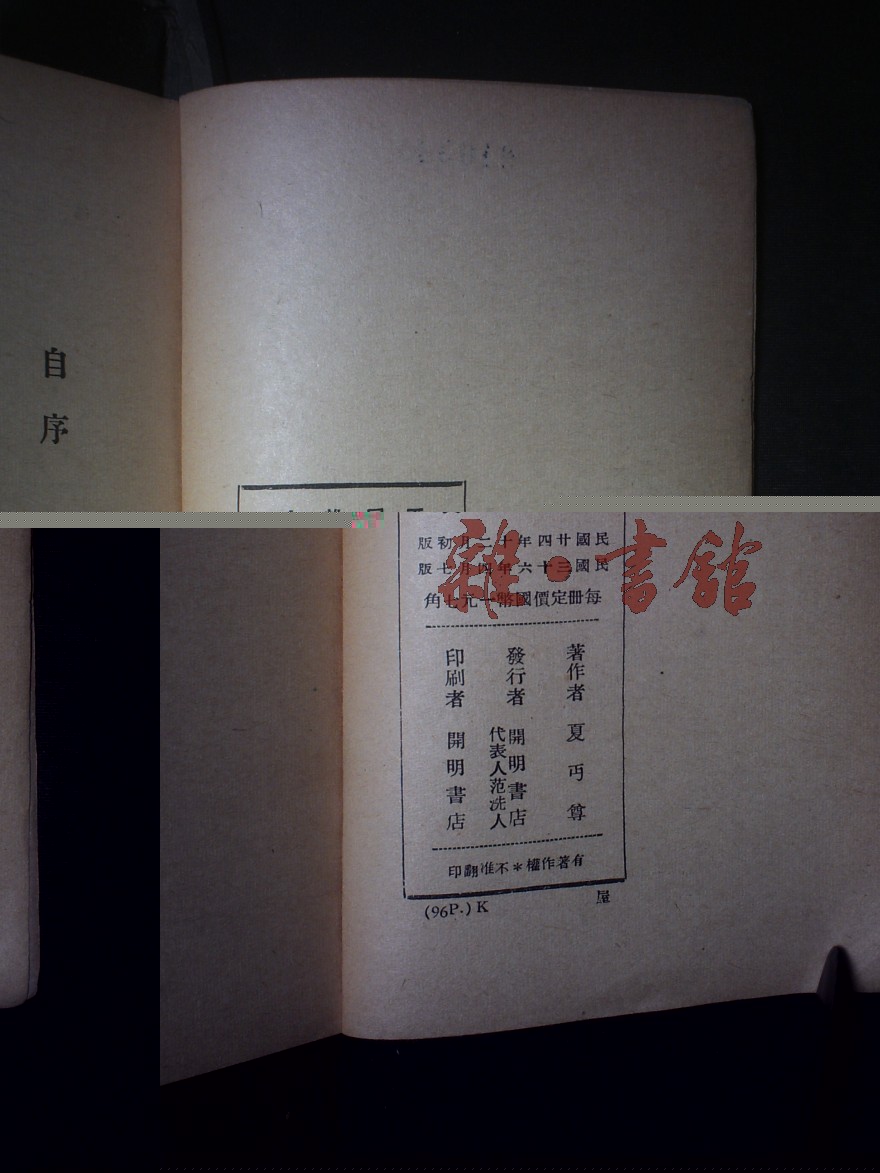 自序
民國廿四年十二月初版
民國三十六年四月七版
每冊定價國幣一元七角
著作者 夏丏尊
發行者 開明書店
代表人范洗人
印刷者 開明書店
有著作權＊不准翻印
(96P.) K
屋
雜·書館